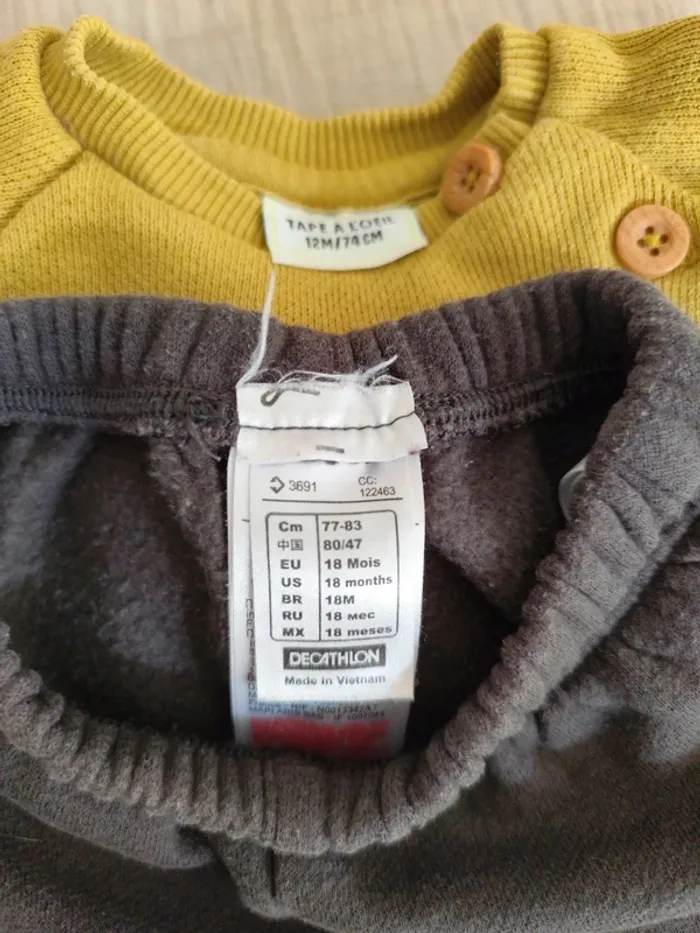 TAPE A L'OEIL
12M/74CM
3691 CC:
122463
Cm 77-83
中国 80/47
EU 18 Mois
US 18 months
BR 18M
RU 18 мес
MX 18 meses
DECATHLON
Made in Vietnam